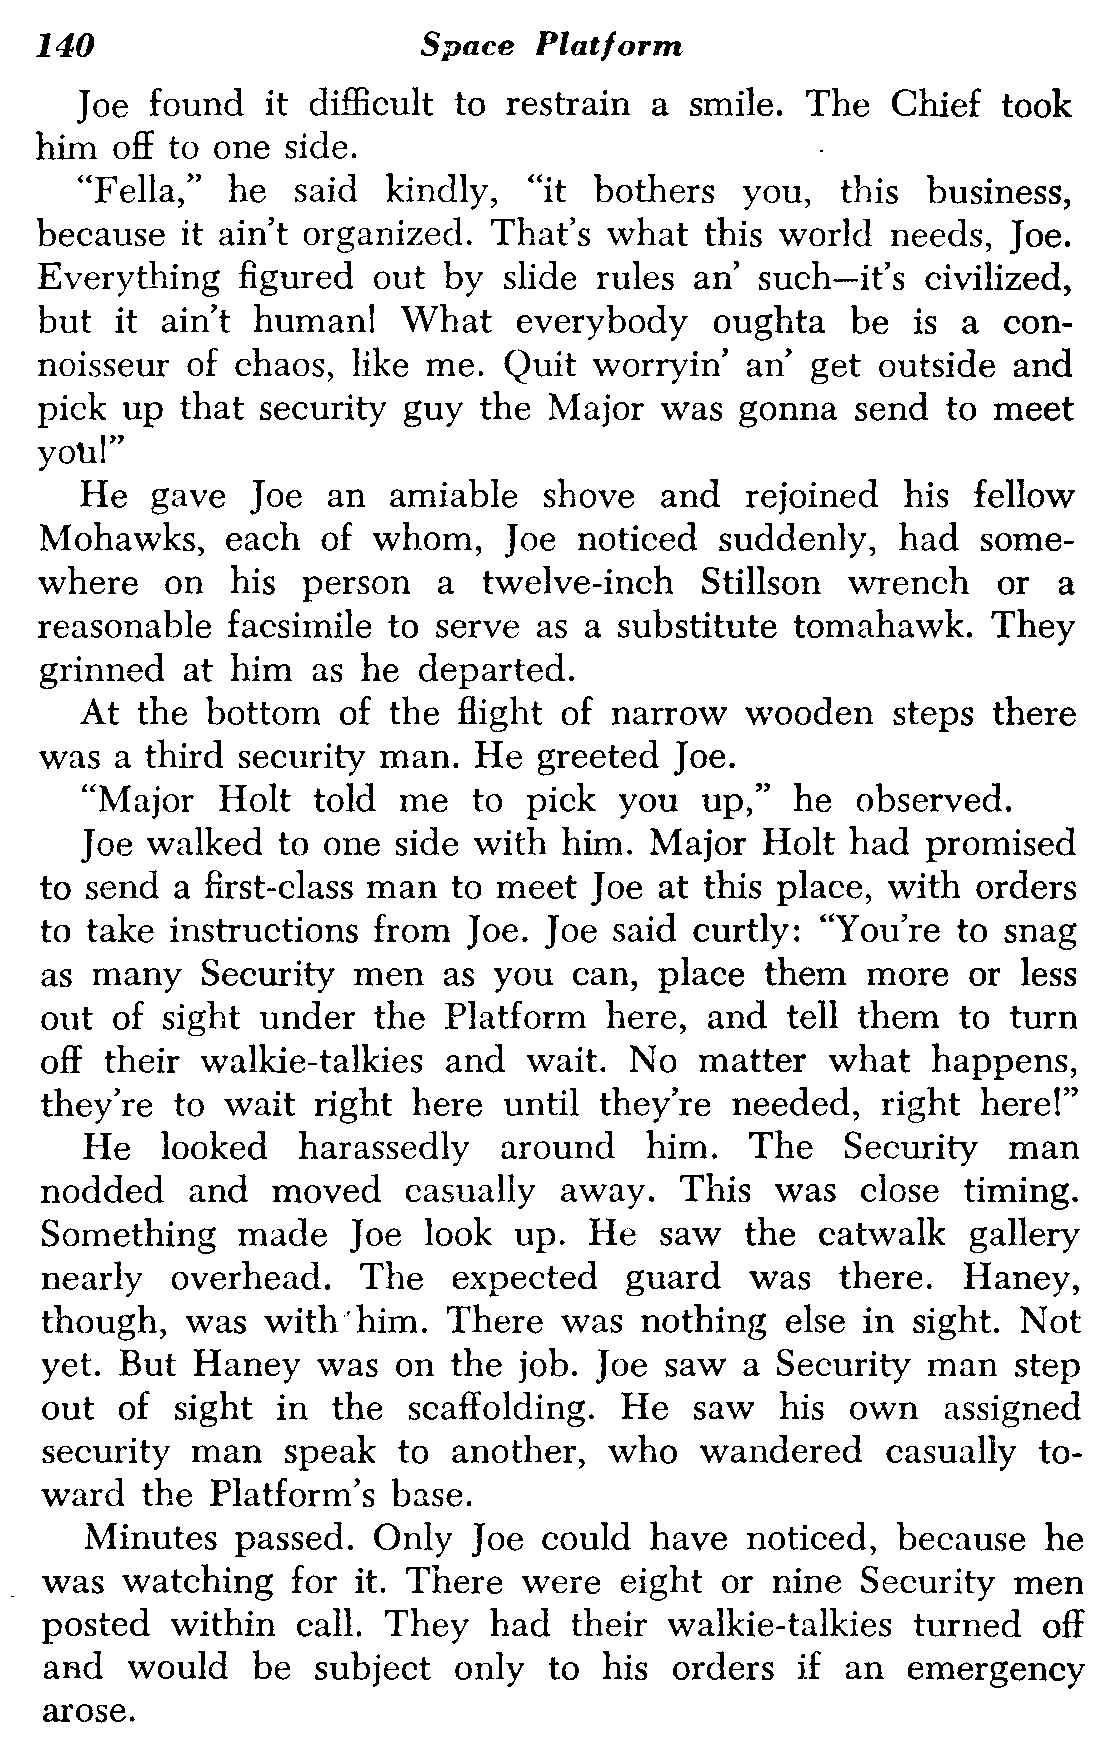 140 Space Platform
Joe found it difficult to restrain a smile. The Chief took
him off to one side.
“Fella,” he said kindly, “it bothers you, this business,
because it ain’t organized. That’s what this world needs, Joe.
Everything figured out by slide rules an’ such—it’s civilized,
but it ain’t human! What everybody oughta be is a con-
noisseur of chaos, like me. Quit worryin’ an’ get outside and
pick up that security guy the Major was gonna send to meet
you!”
He gave Joe an amiable shove and rejoined his fellow
Mohawks, each of whom, Joe noticed suddenly, had some-
where on his person a twelve-inch Stillson wrench or a
reasonable facsimile to serve as a substitute tomahawk. They
grinned at him as he departed.
At the bottom of the flight of narrow wooden steps there
was a third security man. He greeted Joe.
“Major Holt told me to pick you up,” he observed.
Joe walked to one side with him. Major Holt had promised
to send a first-class man to meet Joe at this place, with orders
to take instructions from Joe. Joe said curtly: “You’re to snag
as many Security men as you can, place them more or less
out of sight under the Platform here, and tell them to turn
off their walkie-talkies and wait. No matter what happens,
they’re to wait right here until they’re needed, right here!”
He looked harassedly around him. The Security man
nodded and moved casually away. This was close timing.
Something made Joe look up. He saw the catwalk gallery
nearly overhead. The expected guard was there. Haney,
though, was with him. There was nothing else in sight. Not
yet. But Haney was on the job. Joe saw a Security man step
out of sight in the scaffolding. He saw his own assigned
security man speak to another, who wandered casually to-
ward the Platform’s base.
Minutes passed. Only Joe could have noticed, because he
was watching for it. There were eight or nine Security men
posted within call. They had their walkie-talkies turned off
and would be subject only to his orders if an emergency
arose.